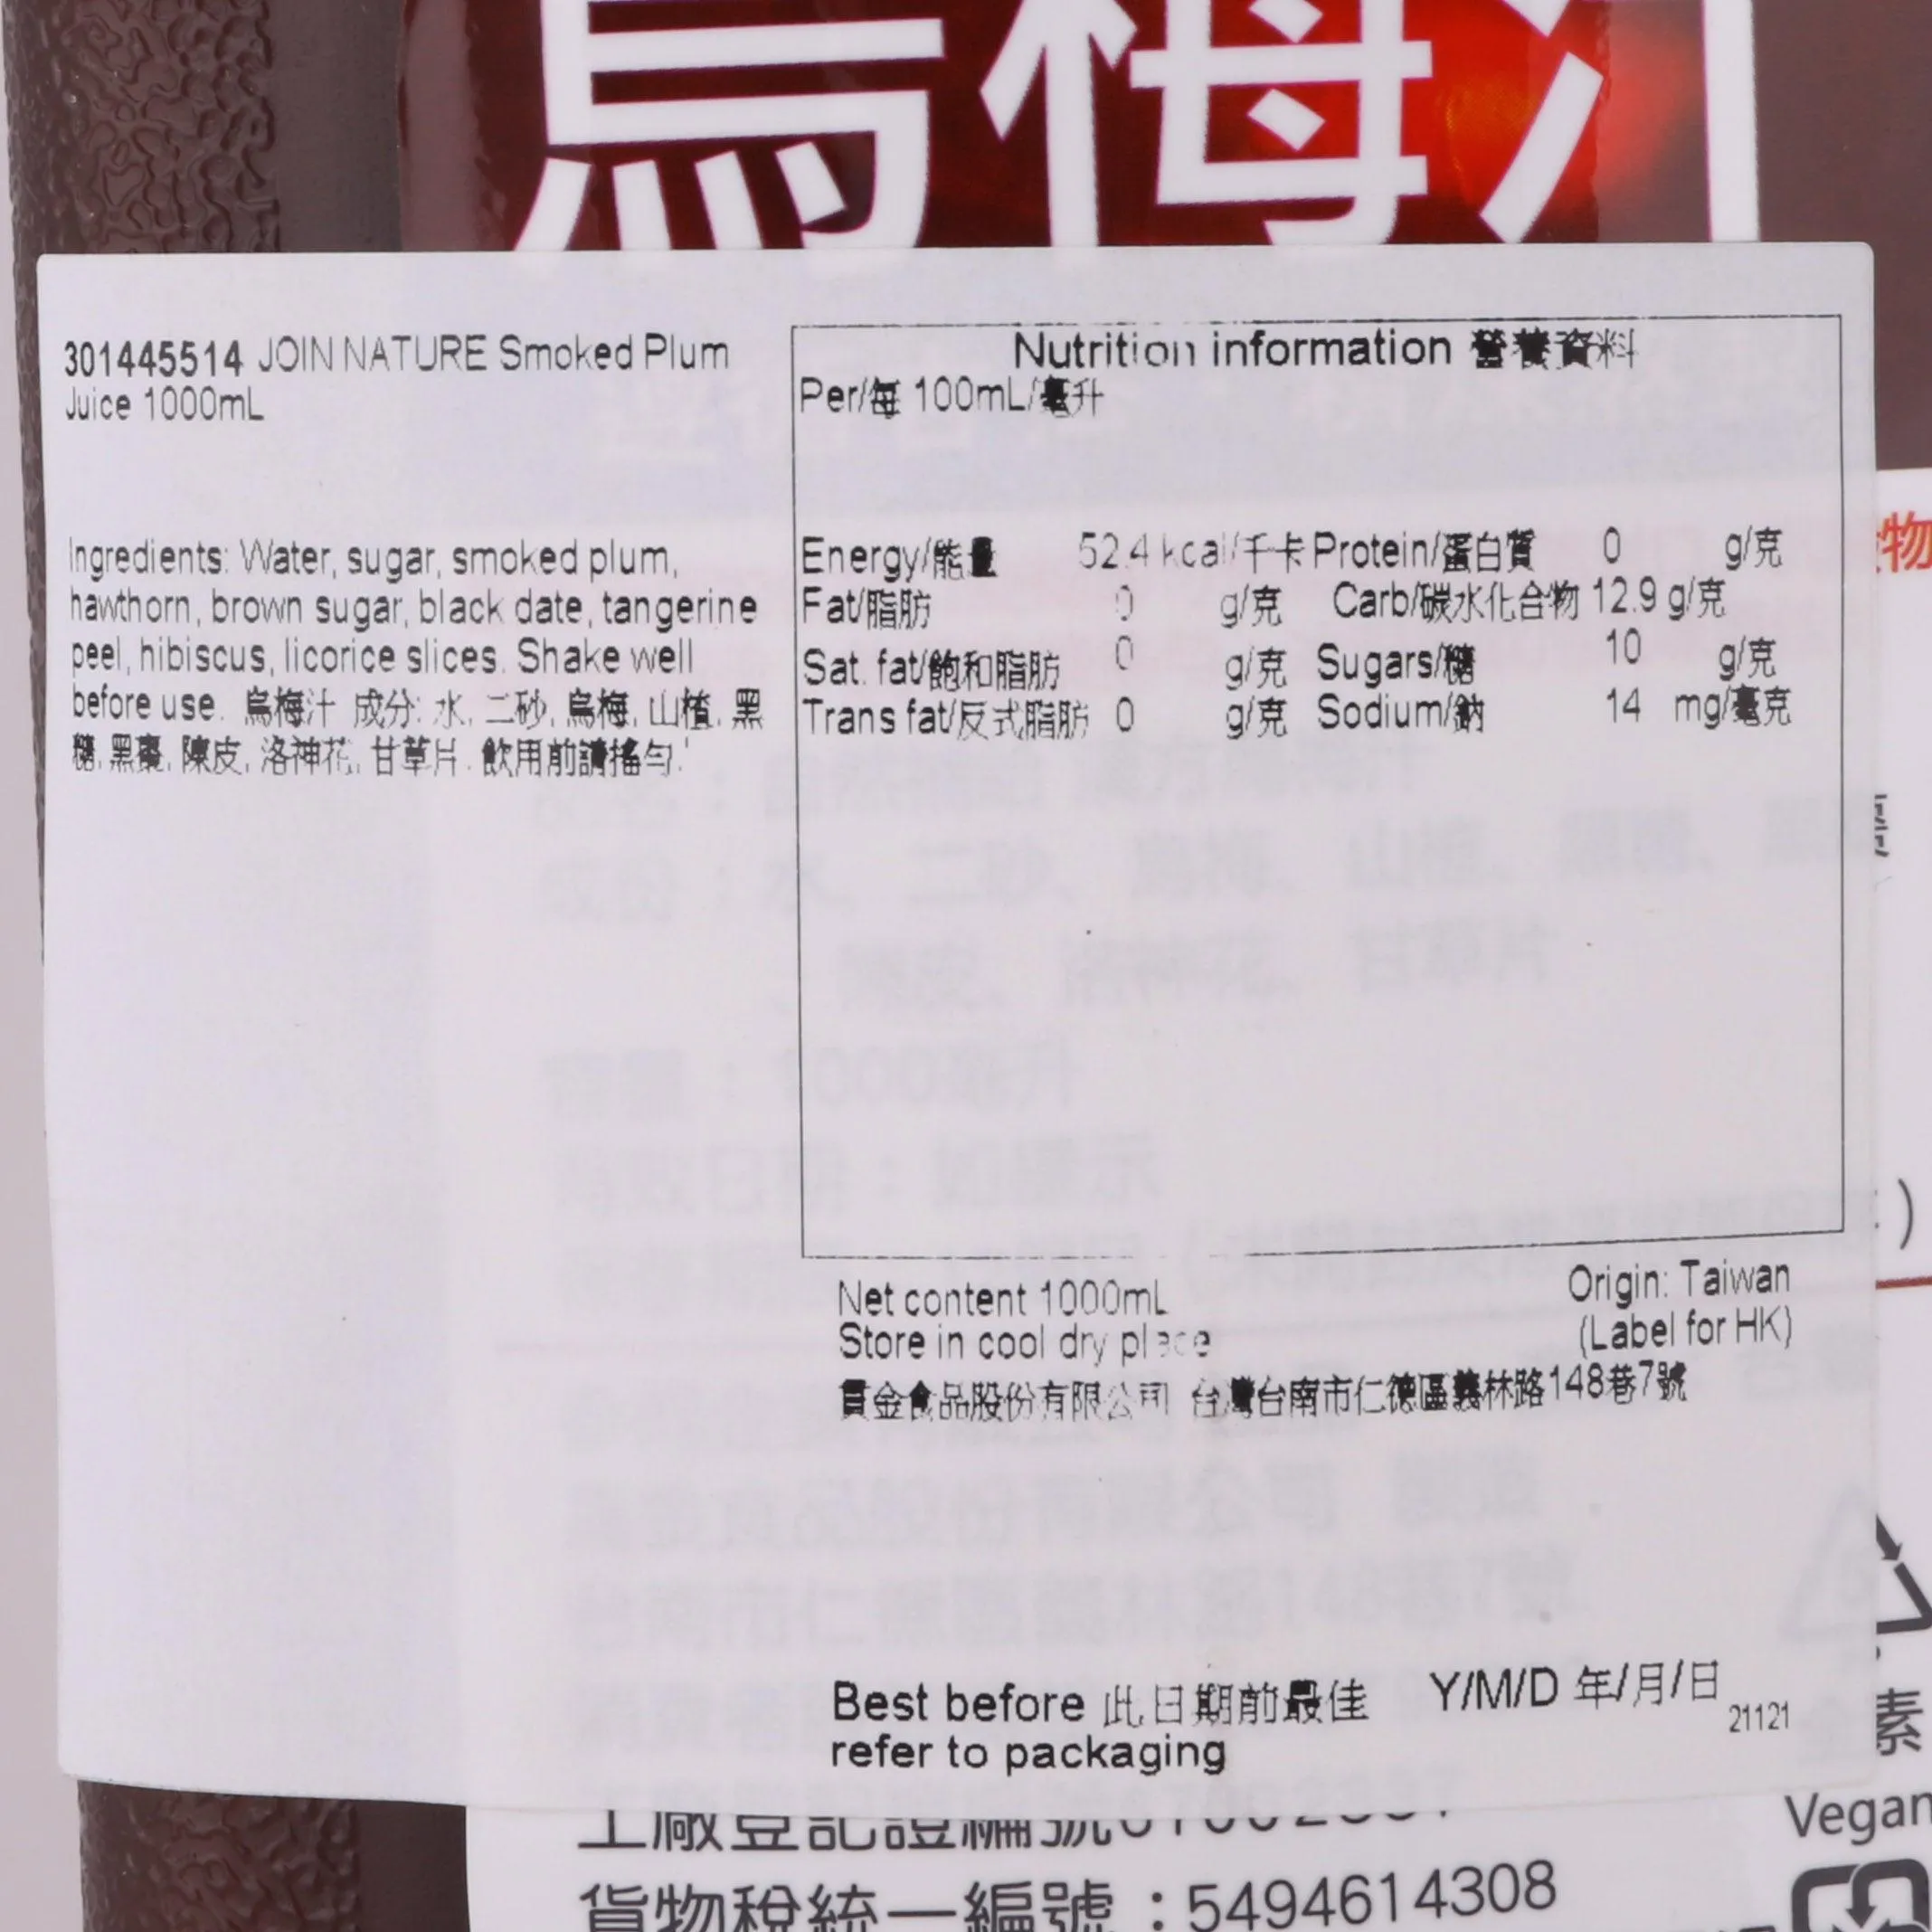 烏梅汁
301445514 JOIN NATURE Smoked Plum
Juice 1000mL
Ingredients: Water, sugar, smoked plum,
hawthorn, brown sugar, black date, tangerine
peel, hibiscus, licorice slices. Shake well
before use. 烏梅汁 成分: 水, 二砂, 烏梅, 山楂, 黑
糖, 黑棗, 陳皮, 洛神花, 甘草片. 飲用前請搖勻.
Nutrition information 營養資料
Per/每 100mL/毫升
Energy/能量 52.4 kcal/千卡 Protein/蛋白質 0 g/克
Fat/脂肪 0 g/克 Carb/碳水化合物 12.9 g/克
Sat. fat/飽和脂肪 0 g/克 Sugars/糖 10 g/克
Trans fat/反式脂肪 0 g/克 Sodium/鈉 14 mg/毫克
Net content 1000mL
Store in cool dry place
Origin: Taiwan
(Label for HK)
貫金食品股份有限公司 台灣台南市仁德區義林路148巷7號
Best before 此日期前最佳 Y/M/D 年/月/日
refer to packaging
21121
物
)
素
Vegan
工廠登記證編號
貨物稅統一編號：5494614308